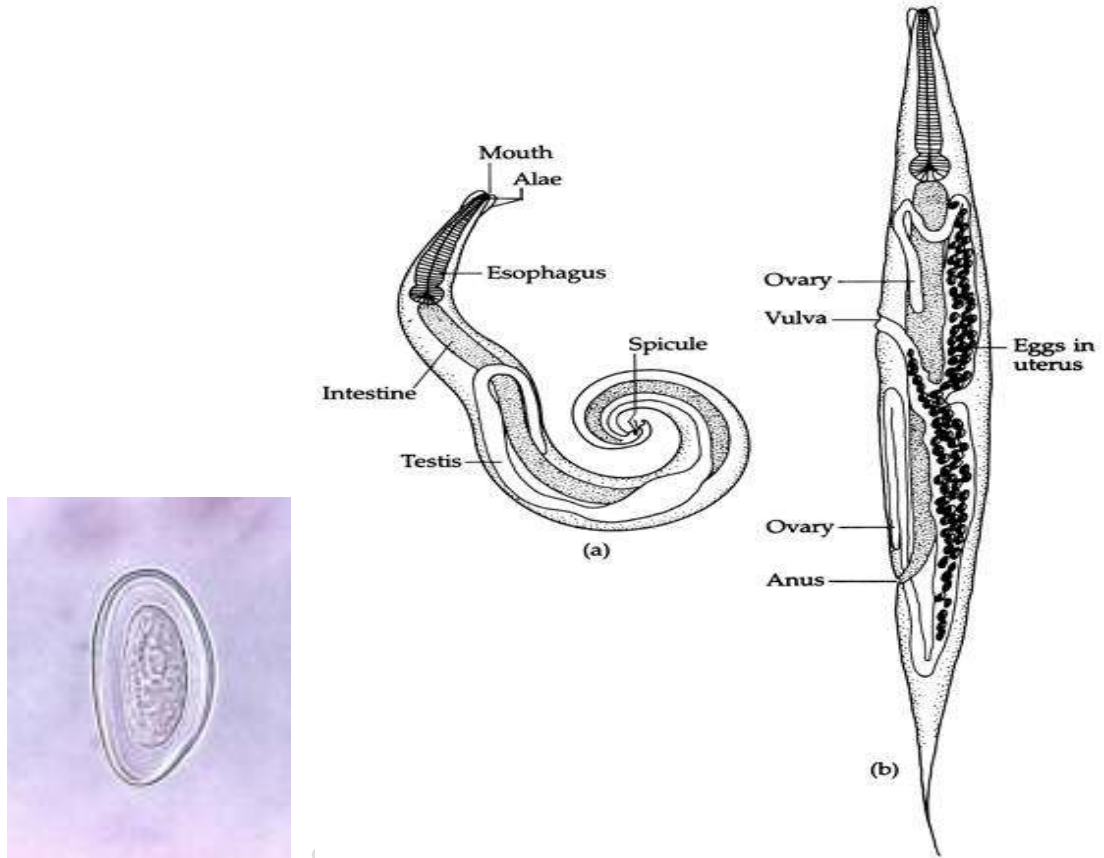 Mouth
Alae
Esophagus
Intestine
Spicule
Testis
(a)
Ovary
Vulva
Eggs in
uterus
Ovary
Anus
(b)